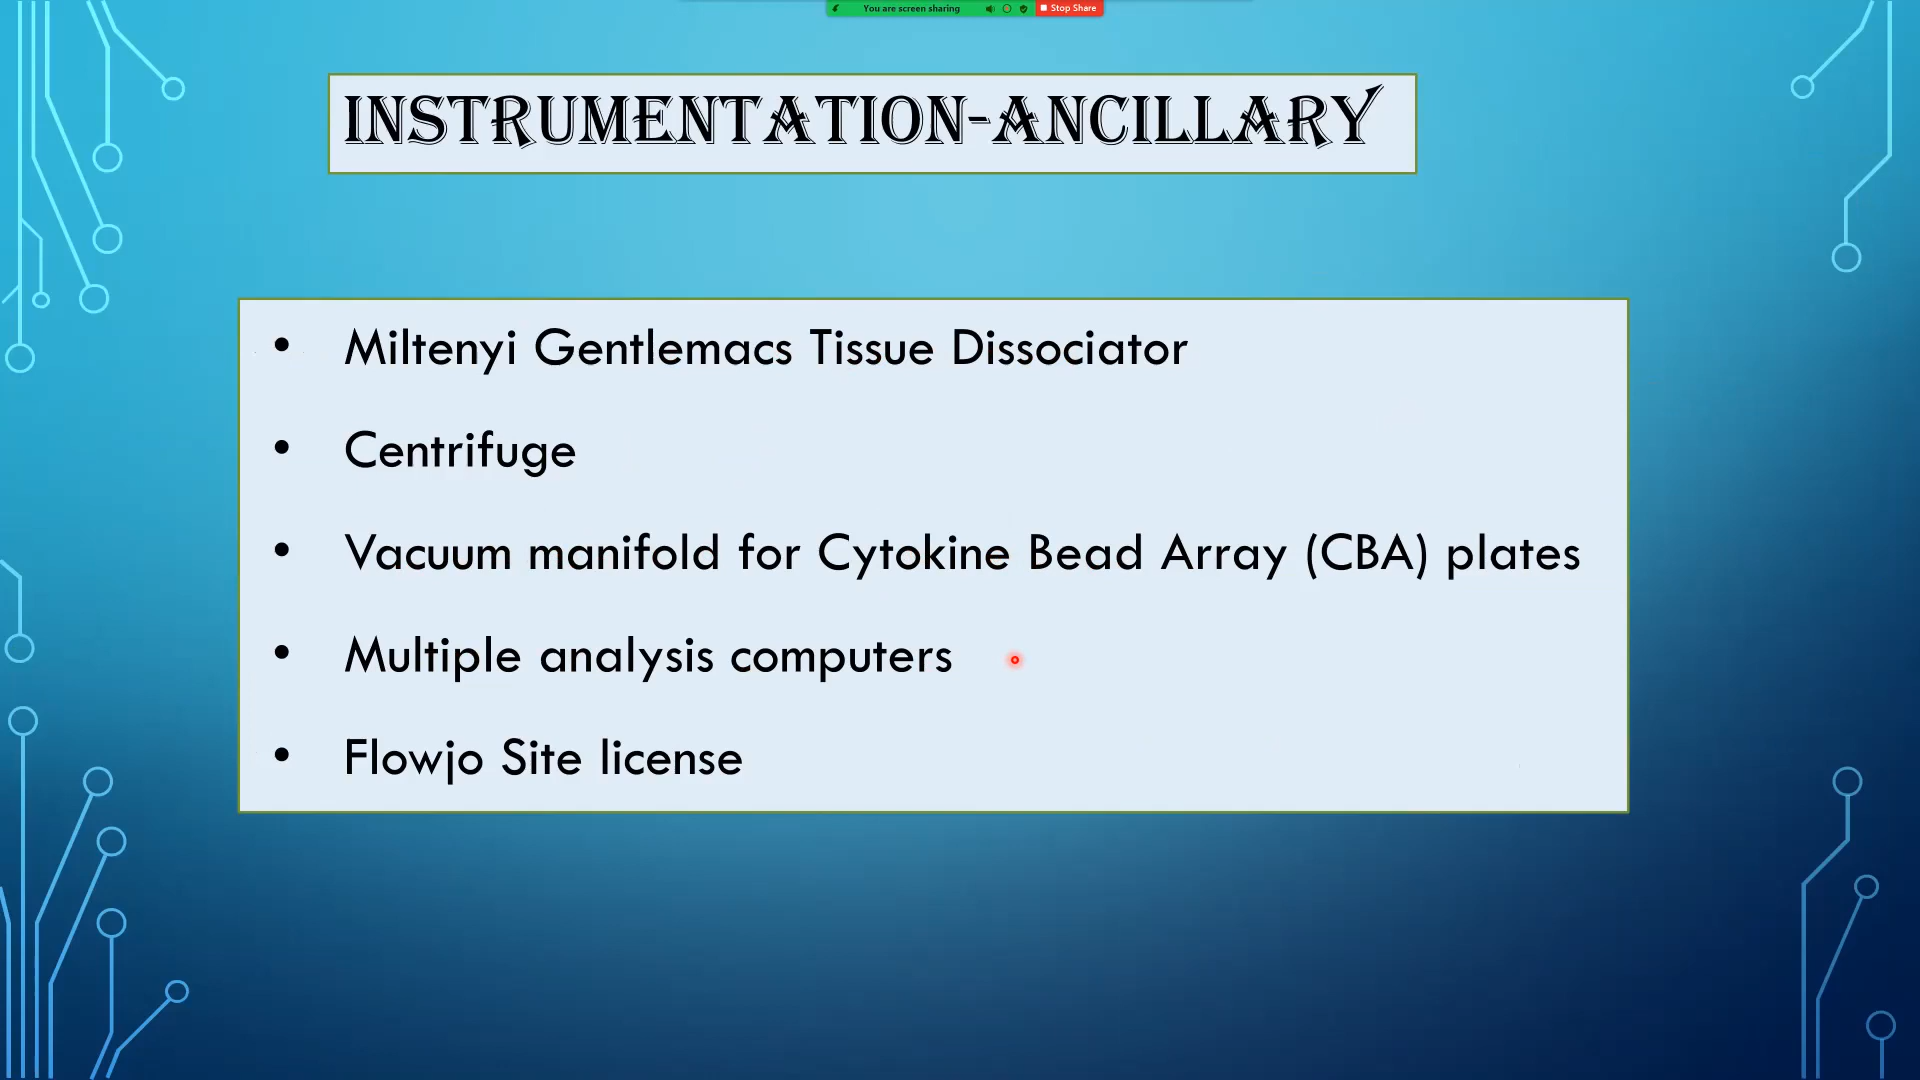 You are screen sharing
Stop Share
INSTRUMENTATION-ANCILLARY
• Miltenyi Gentlemacs Tissue Dissociator
• Centrifuge
• Vacuum manifold for Cytokine Bead Array (CBA) plates
• Multiple analysis computers
• Flowjo Site license